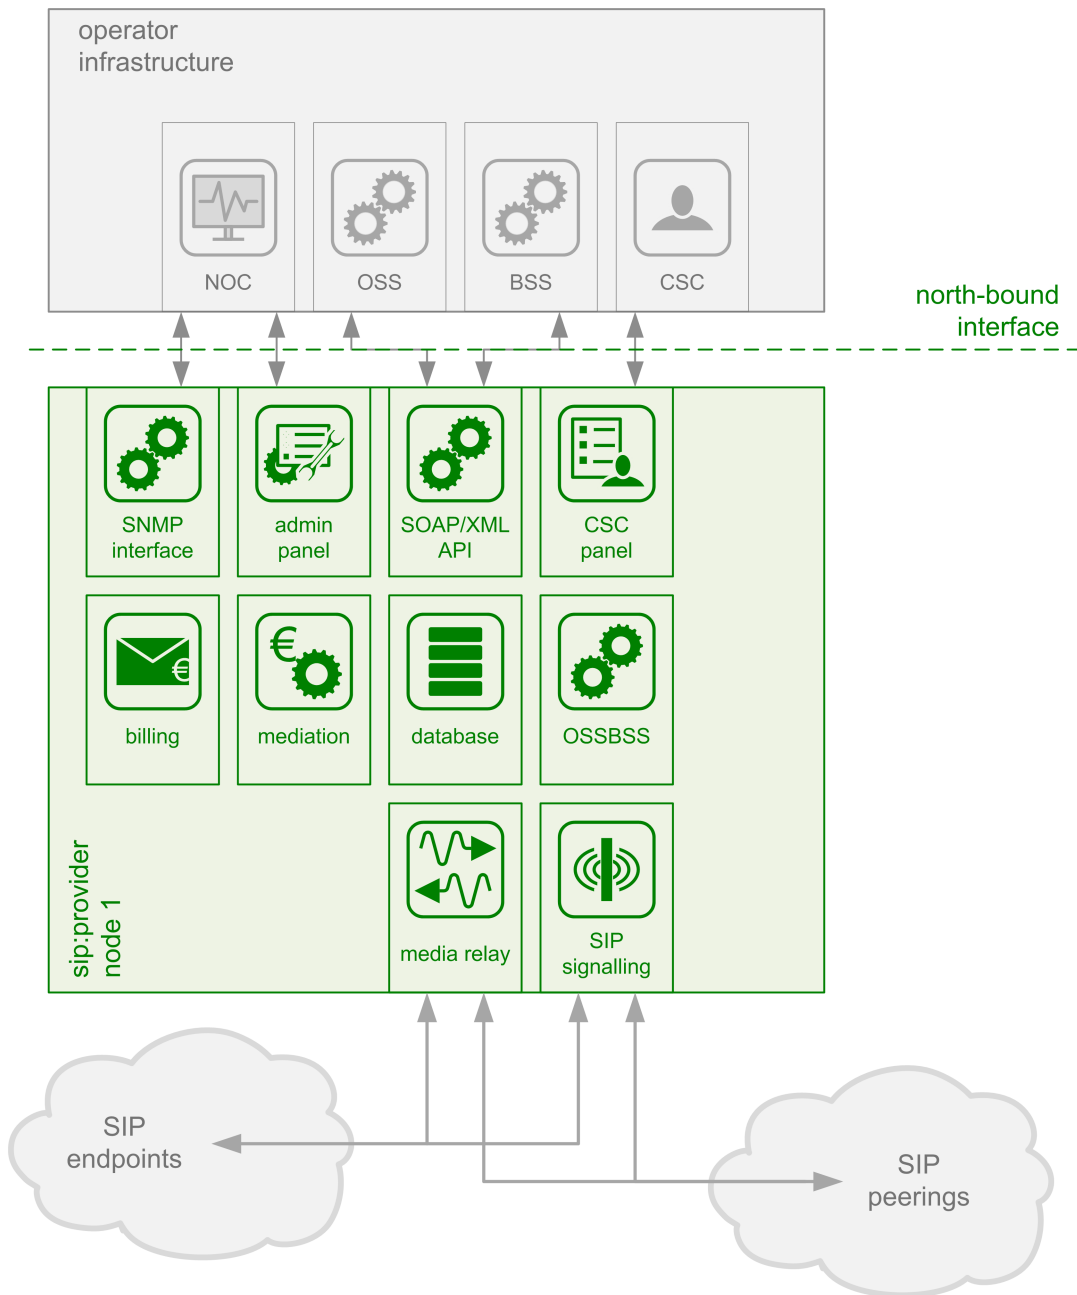 operator
infrastructure
NOC
OSS
BSS
CSC
north-bound
interface
SNMP
interface
admin
panel
SOAP/XML
API
CSC
panel
€
€
billing
mediation
database
OSSBSS
sip:provider
node 1
media relay
SIP
signalling
SIP
endpoints
SIP
peerings